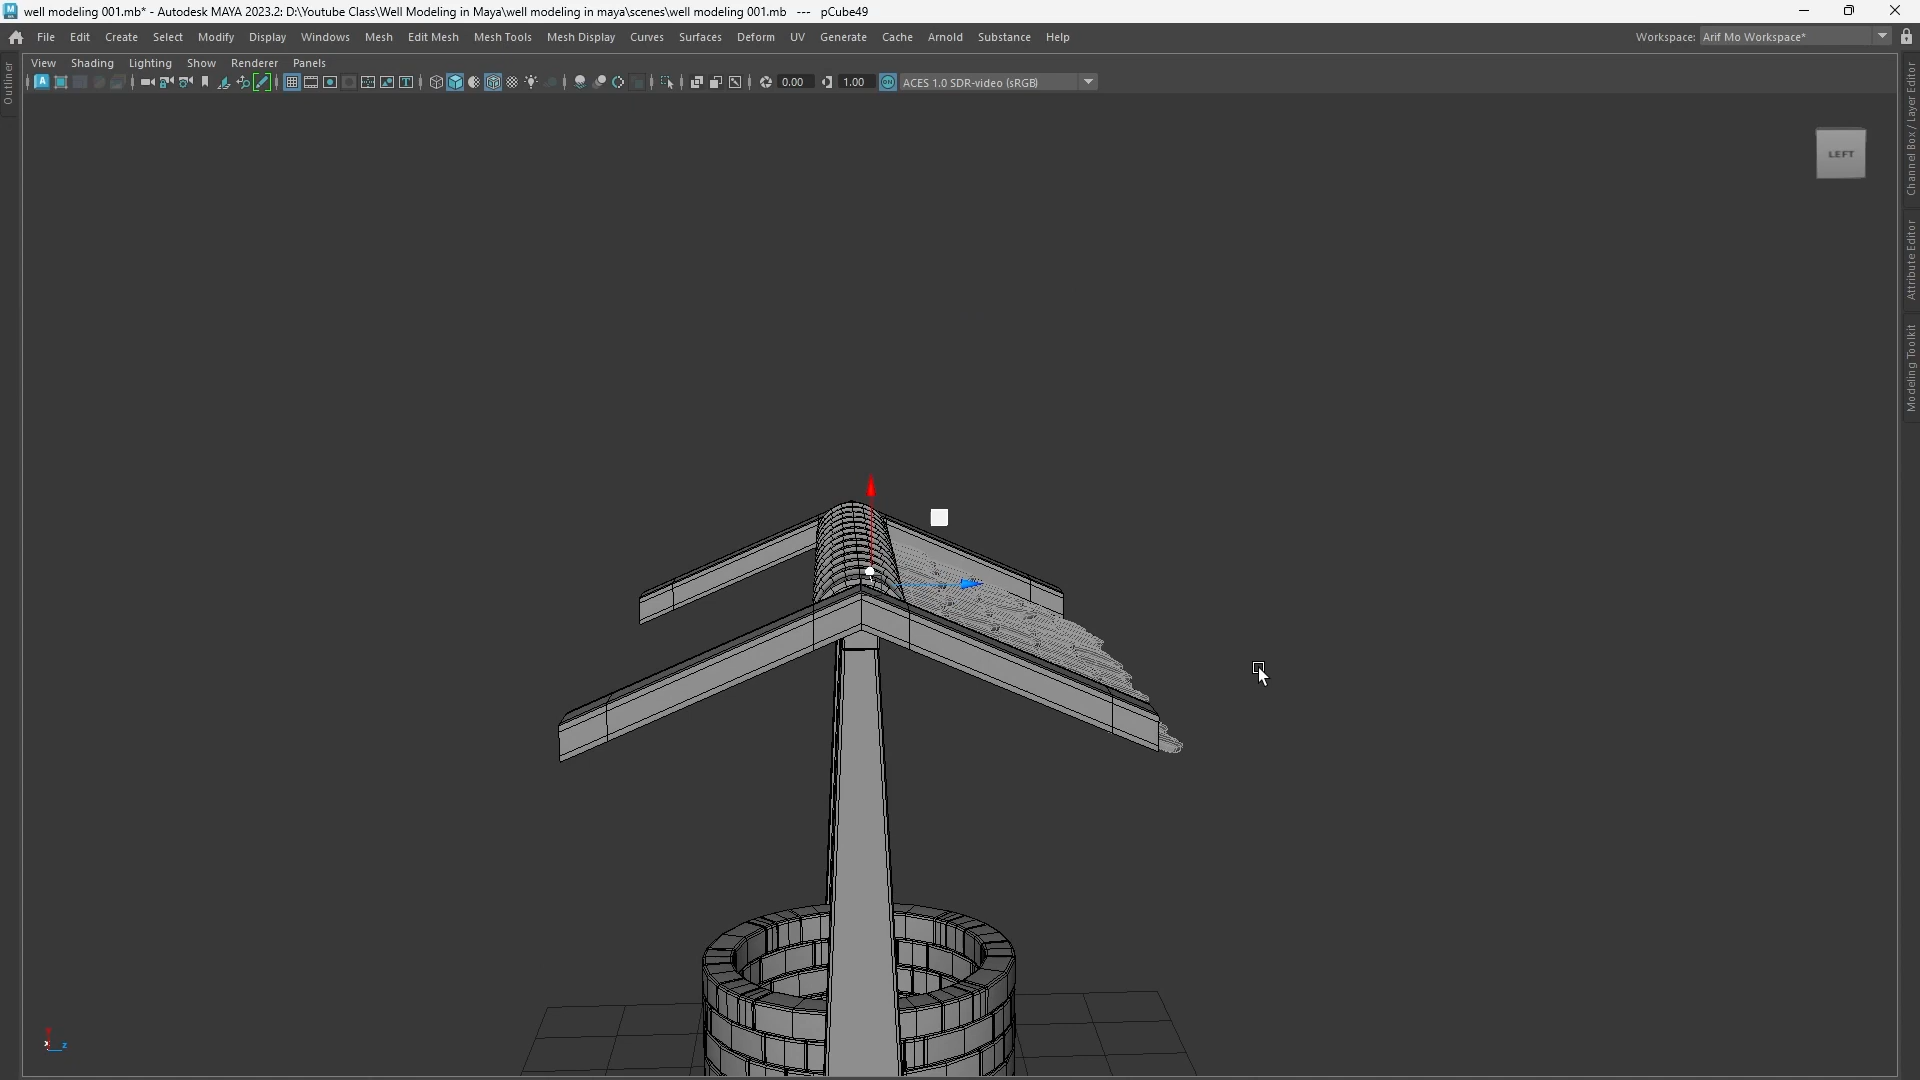 well modeling 001.mb* - Autodesk MAYA 2023.2: D:\Youtube Class\Well Modeling in Maya\well modeling in maya\scenes\well modeling 001.mb --- pCube49
File Edit Create Select Modify Display Windows Mesh Edit Mesh Mesh Tools Mesh Display Curves Surfaces Deform UV Generate Cache Arnold Substance Help Workspace: Arif Mo Workspace*
View Shading Lighting Show Renderer Panels
0.00 1.00 ON ACES 1.0 SDR-video (sRGB)
Outliner
LEFT
Channel Box / Layer Editor
Attribute Editor
Modeling Toolkit
z